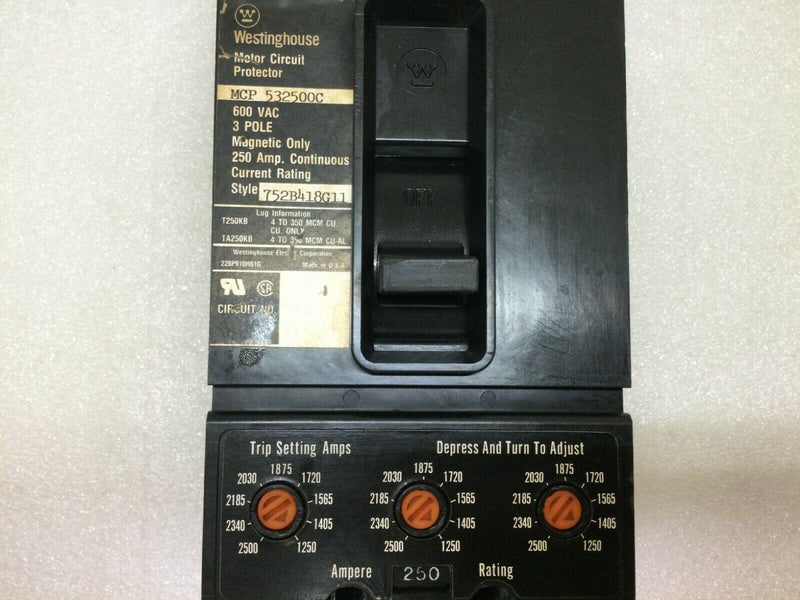 Westinghouse
Motor Circuit
Protector
MCP 532500C
600 VAC
3 POLE
Magnetic Only
250 Amp. Continuous
Current Rating
Style 752B418G11
Lug Information
T250KB 4 TO 350 MCM CU.
CU. ONLY
TA250KB 4 TO 350 MCM CU-AL
Westinghouse Electric Corporation
Made in U.S.A.
CIRCUIT NO.
W
OFF
Trip Setting Amps
Depress And Turn To Adjust
1875
2030 1720
2185 1565
2340 1405
2500 1250
1875
2030 1720
2185 1565
2340 1405
2500 1250
1875
2030 1720
2185 1565
2340 1405
2500 1250
Ampere 250 Rating